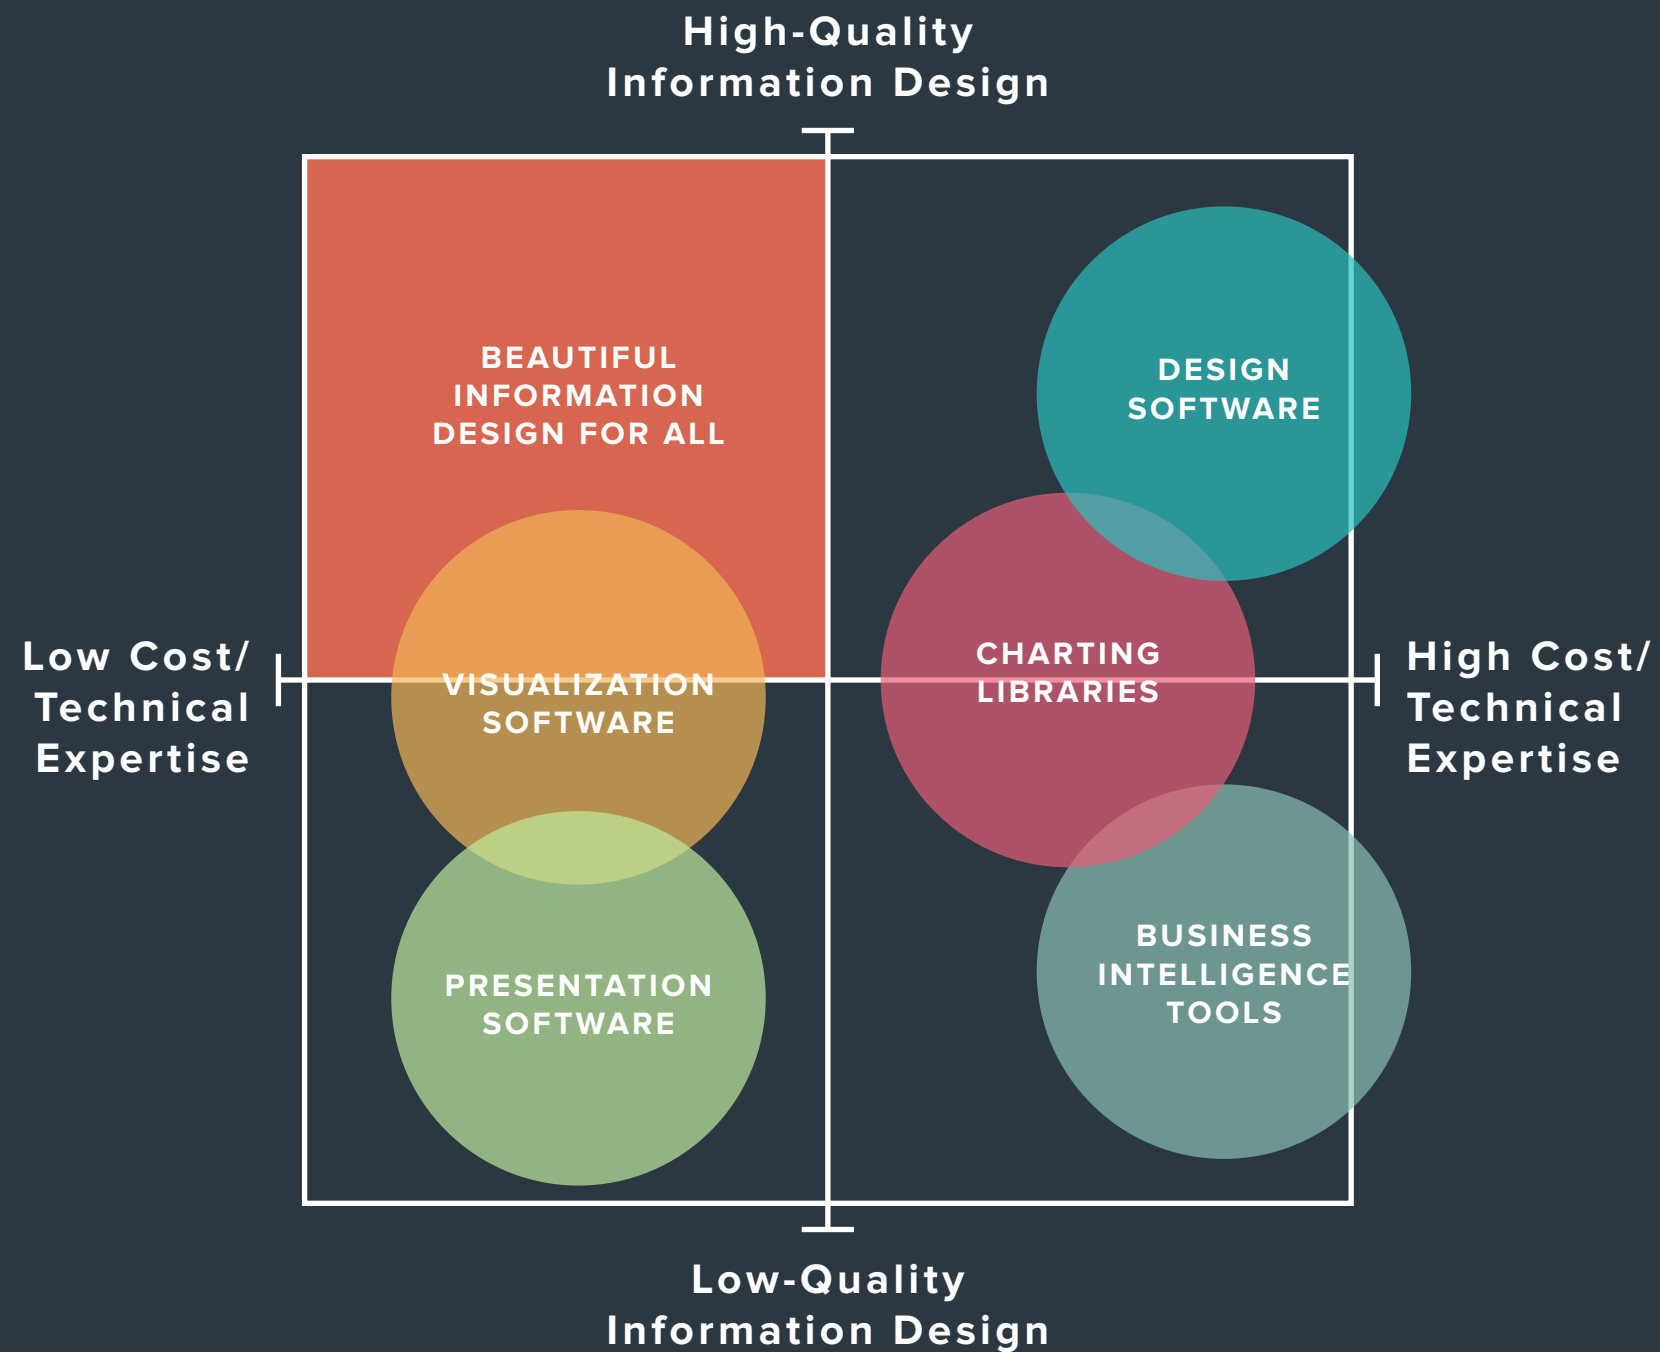 High-Quality
Information Design
BEAUTIFUL
INFORMATION
DESIGN FOR ALL
DESIGN
SOFTWARE
Low Cost/
Technical
Expertise
VISUALIZATION
SOFTWARE
CHARTING
LIBRARIES
High Cost/
Technical
Expertise
PRESENTATION
SOFTWARE
BUSINESS
INTELLIGENCE
TOOLS
Low-Quality
Information Design